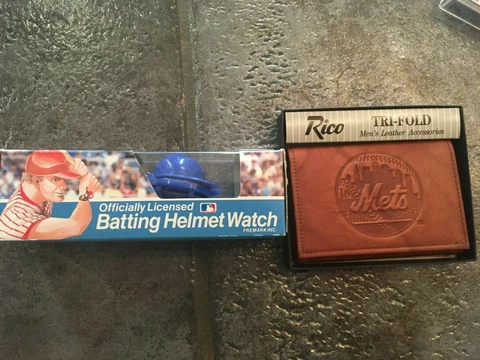 Officially Licensed
Batting Helmet Watch
FREMARK INC.
Rico
TRI-FOLD
Men's Leather Accessories
Mets